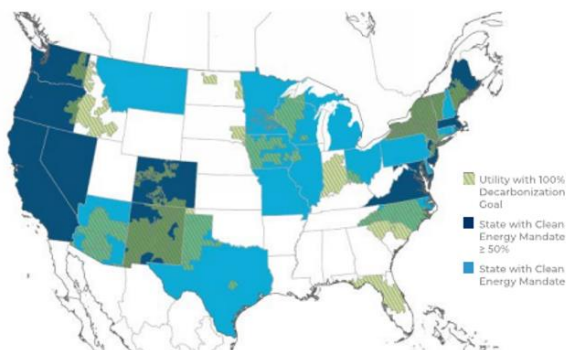 Utility with 100%
Decarbonization
Goal
State with Clean
Energy Mandate
≥ 50%
State with Clean
Energy Mandate